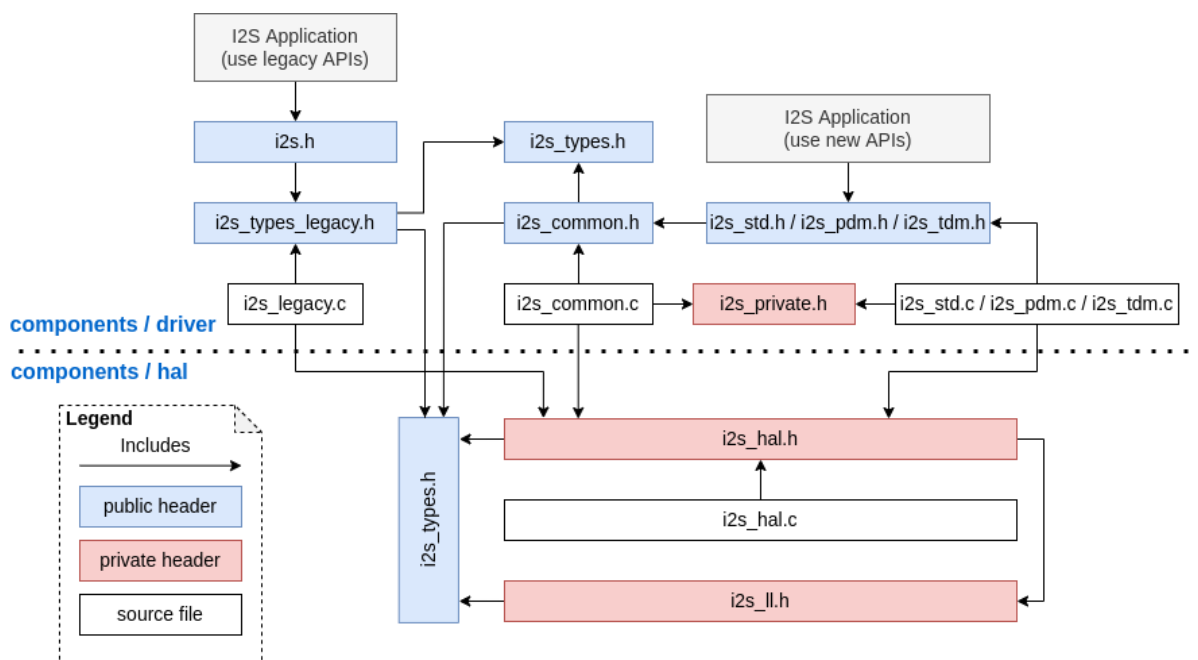 I2S Application
(use legacy APIs)
i2s.h
i2s_types.h
I2S Application
(use new APIs)
i2s_types_legacy.h
i2s_common.h
i2s_std.h / i2s_pdm.h / i2s_tdm.h
i2s_legacy.c
i2s_common.c
i2s_private.h
i2s_std.c / i2s_pdm.c / i2s_tdm.c
components / driver
components / hal
Legend
Includes
public header
private header
source file
i2s_types.h
i2s_hal.h
i2s_hal.c
i2s_ll.h